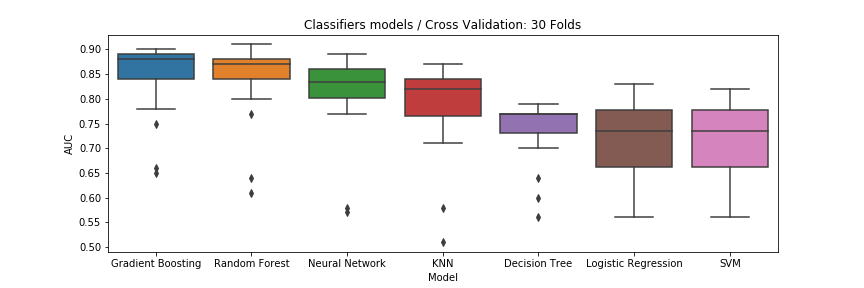 Classifiers models / Cross Validation: 30 Folds
0.90
0.85
0.80
0.75
0.70
0.65
0.60
0.55
0.50
AUC
Gradient Boosting Random Forest Neural Network KNN Decision Tree Logistic Regression SVM
Model